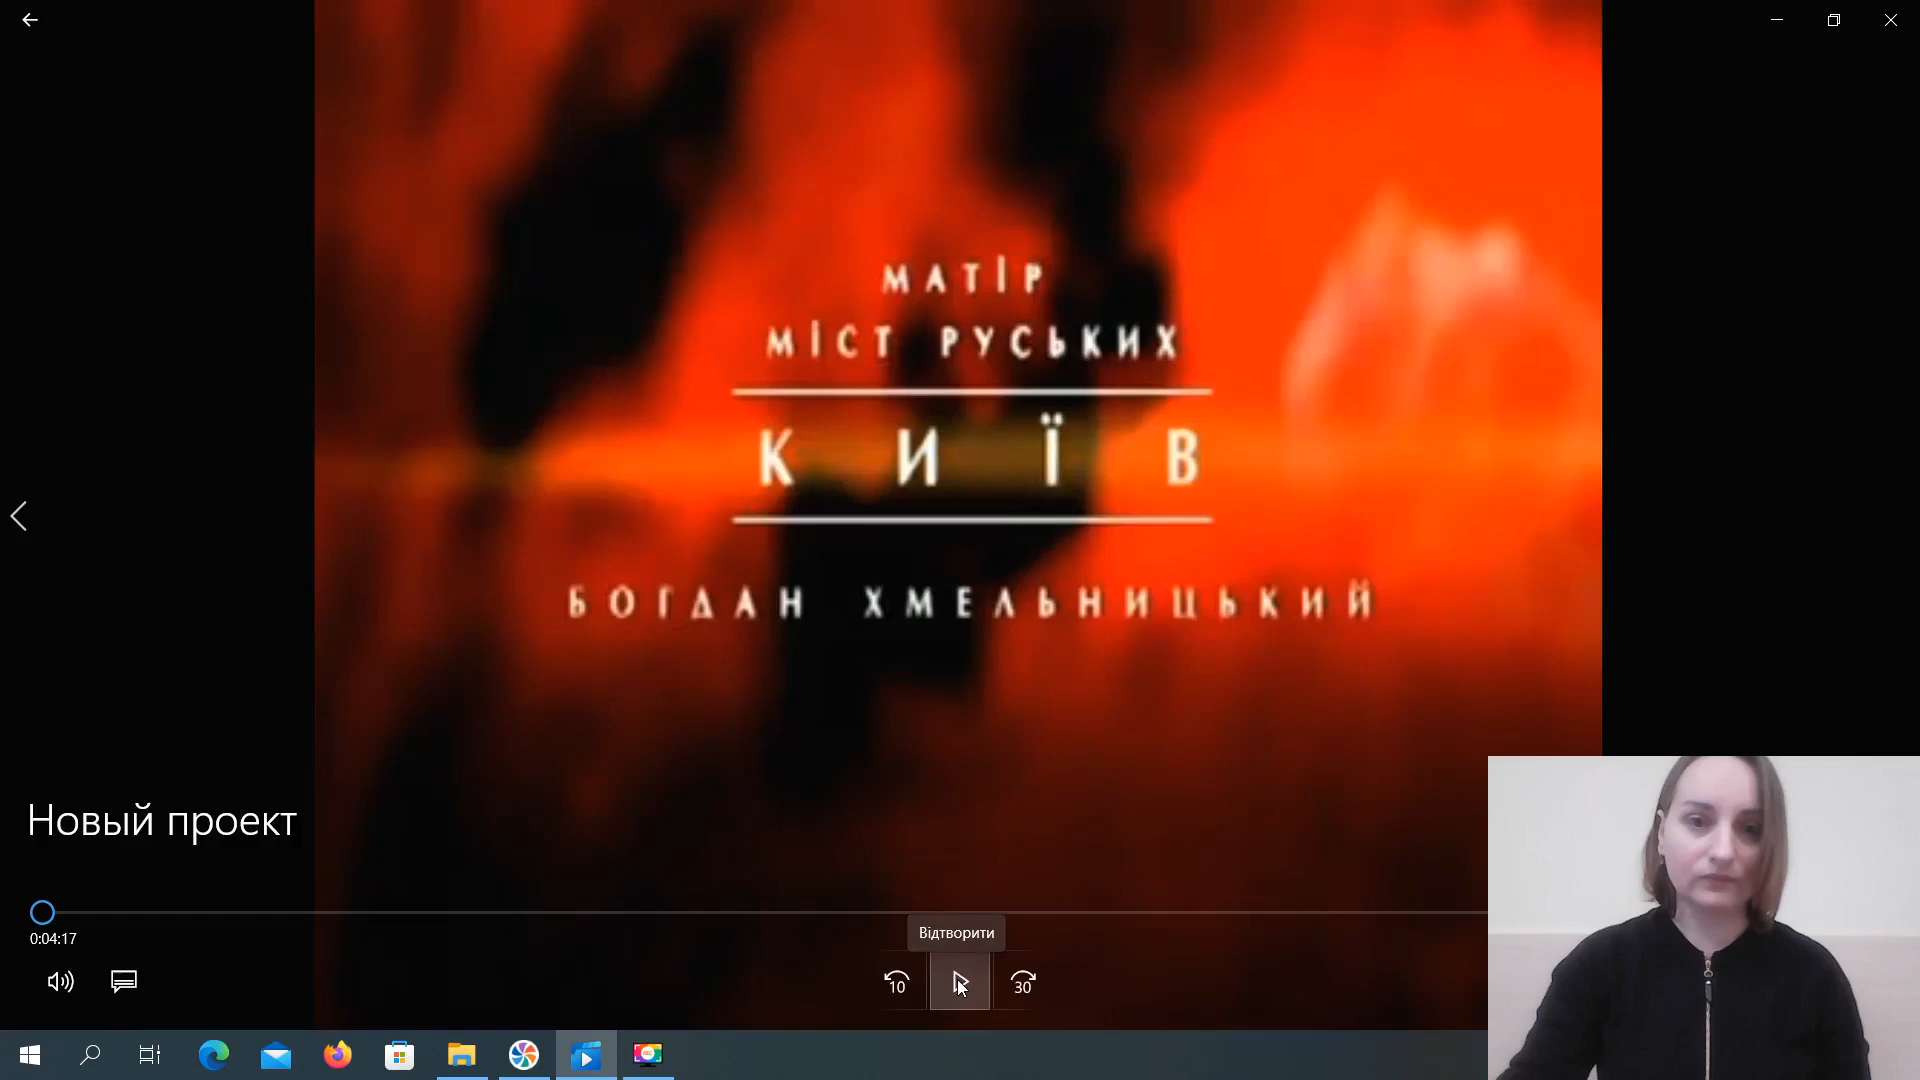 МАТІР
МІСТ РУСЬКИХ
КИЇВ
БОГДАН ХМЕЛЬНИЦЬКИЙ
Новый проект
0:04:17
Відтворити
10
30